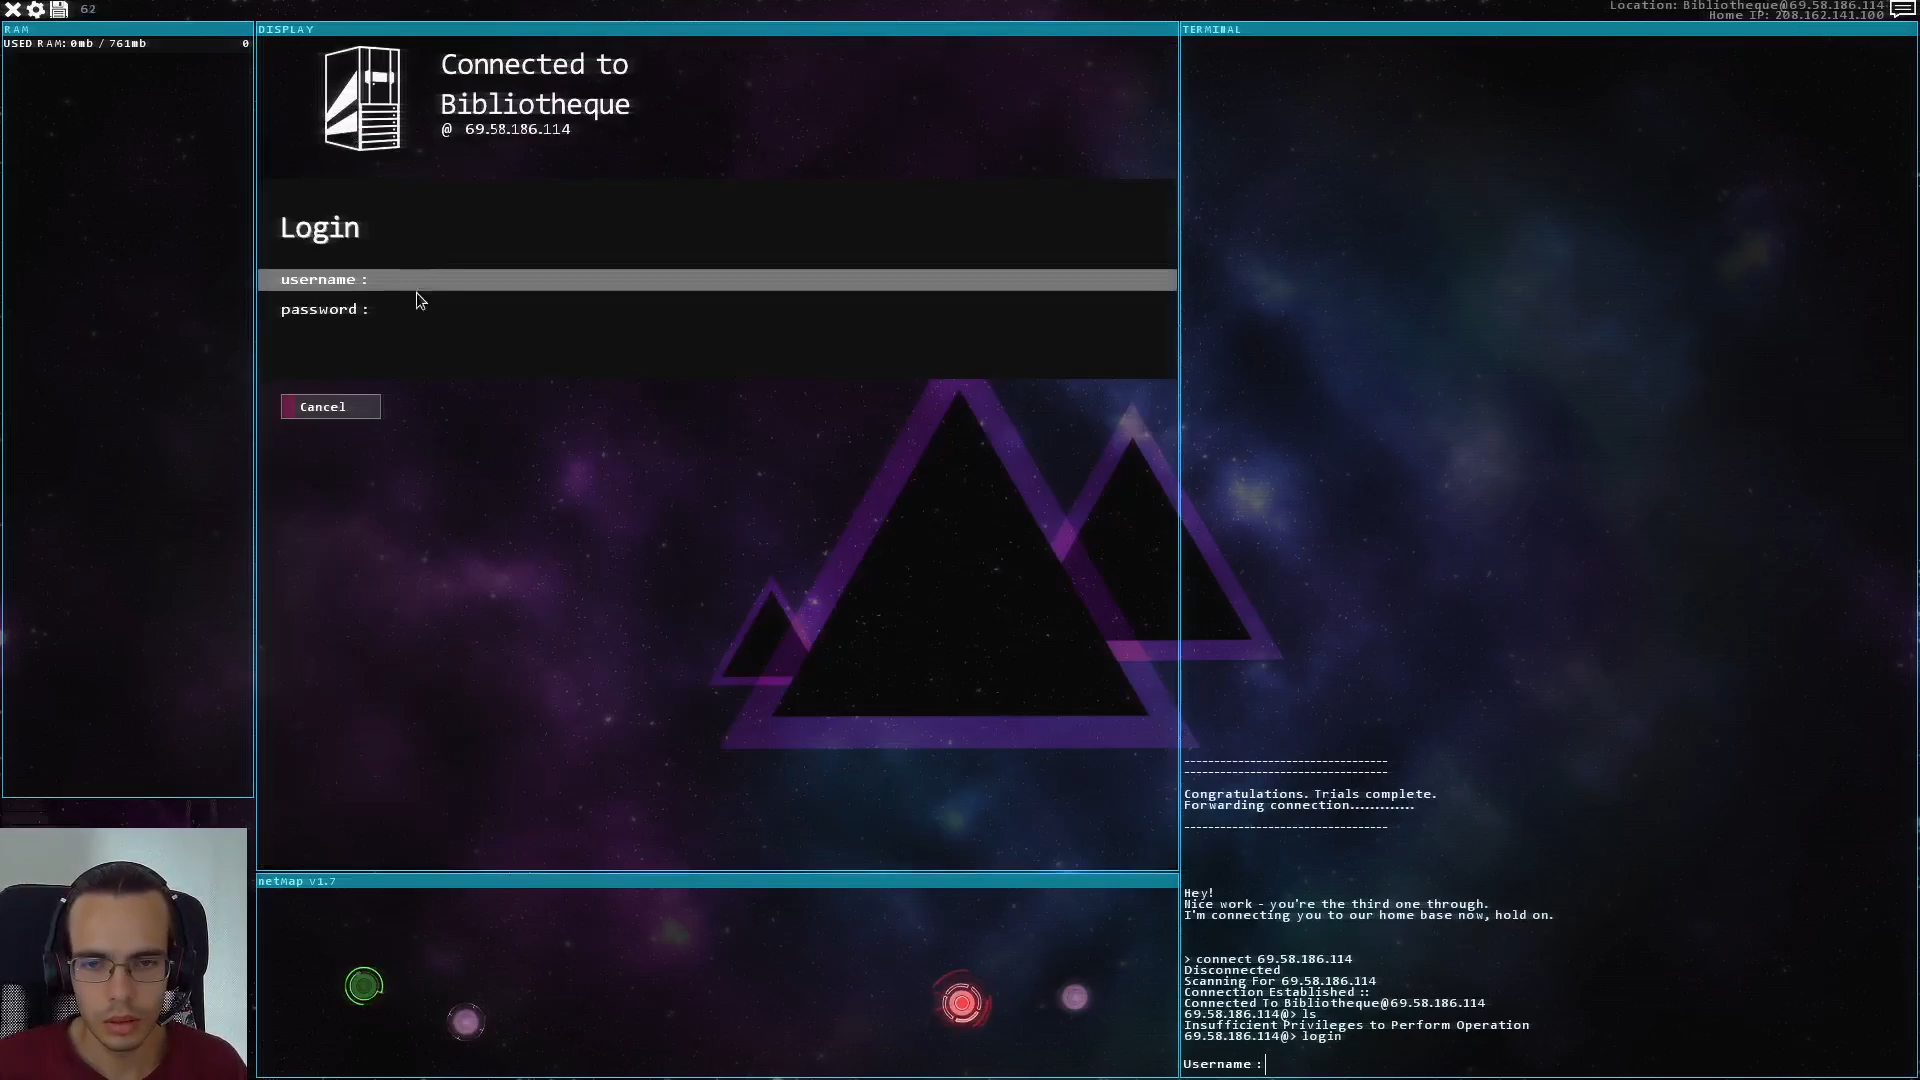 62
Location: Bibliotheque@69.58.186.114
Home IP: 208.162.141.100
RAM
USED RAM: 0mb / 761mb 0
DISPLAY
Connected to
Bibliotheque
@ 69.58.186.114
Login
username :
password :
Cancel
netMap v1.7
TERMINAL
----------------------------------
----------------------------------
Congratulations. Trials complete.
Forwarding connection.............
----------------------------------
Hey!
Nice work - you're the third one through.
I'm connecting you to our home base now, hold on.
> connect 69.58.186.114
Disconnected
Scanning For 69.58.186.114
Connection Established ::
Connected To Bibliotheque@69.58.186.114
69.58.186.114@> ls
Insufficient Privileges to Perform Operation
69.58.186.114@> login
Username :